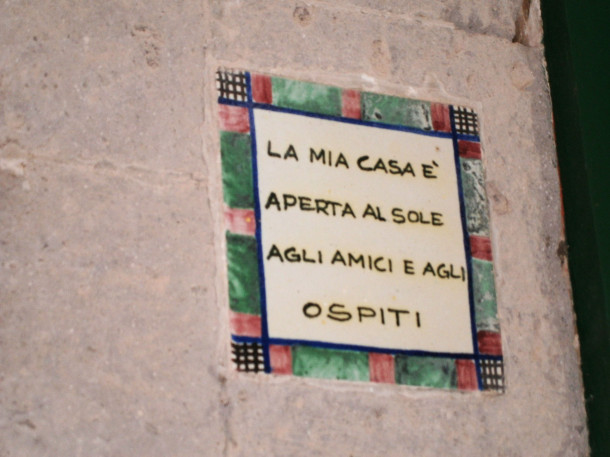 LA MIA CASA È
APERTA AL SOLE
AGLI AMICI E AGLI
OSPITI